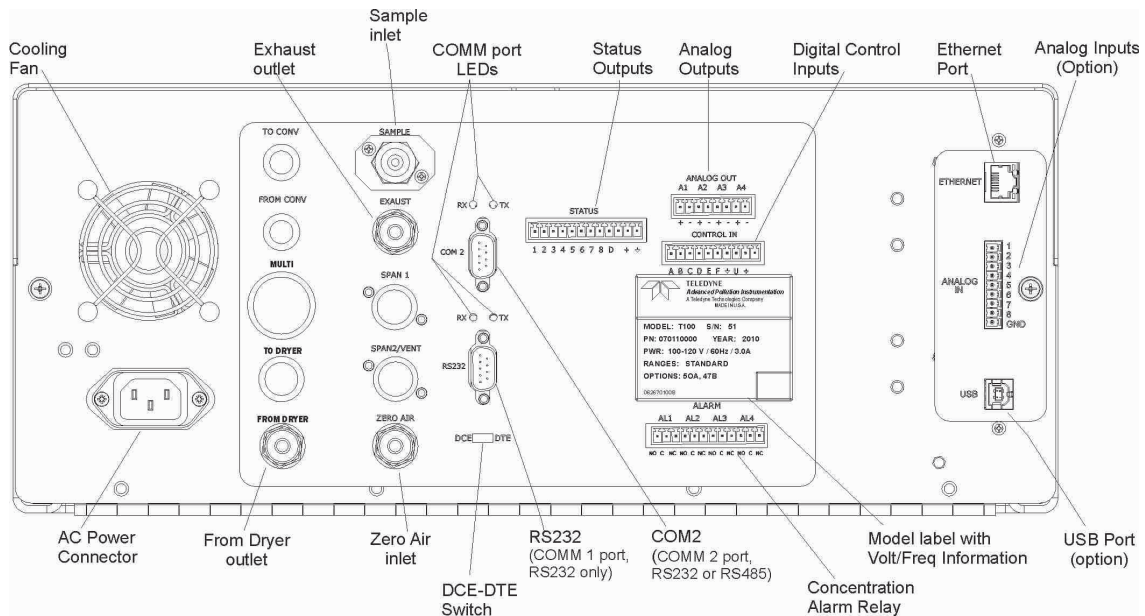 Sample
inlet
Cooling
Fan
Exhaust
outlet
COMM port
LEDs
Status
Outputs
Analog
Outputs
Digital Control
Inputs
Ethernet
Port
Analog Inputs
(Option)
TO CONV
SAMPLE
FROM CONV
EXAUST
MULTI
SPAN 1
TO DRYER
SPAN2/VENT
FROM DRYER
ZERO AIR
RX TX
COM 2
RX TX
RS232
DCE DTE
STATUS
1 2 3 4 5 6 7 8 D + ⏚
ANALOG OUT
A1 A2 A3 A4
+ - + - + - + -
CONTROL IN
A B C D E F ⏚ U ⏚
TELEDYNE
Advanced Pollution Instrumentation
A Teledyne Technologies Company
MADE IN U.S.A.
MODEL: T100 S/N: 51
PN: 070110000 YEAR: 2010
PWR: 100-120 V / 60Hz / 3.0A
RANGES: STANDARD
OPTIONS: 50A, 47B
ALARM
AL1 AL2 AL3 AL4
NO C NC NO C NC NO C NC NO C NC
ETHERNET
ANALOG
IN
1
2
3
4
5
6
7
8
GND
USB
AC Power
Connector
From Dryer
outlet
Zero Air
inlet
DCE-DTE
Switch
RS232
(COMM 1 port,
RS232 only)
COM2
(COMM 2 port,
RS232 or RS485)
Concentration
Alarm Relay
Model label with
Volt/Freq Information
USB Port
(option)